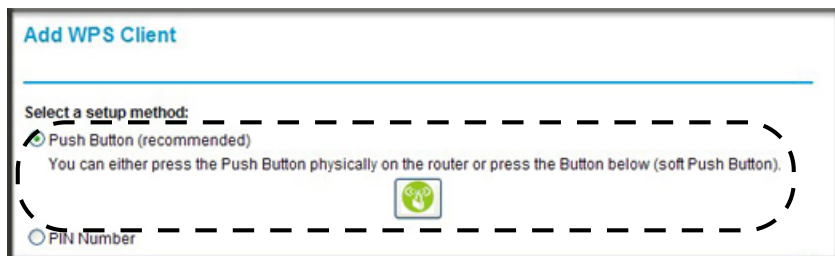 Add WPS Client
Select a setup method:
Push Button (recommended)
You can either press the Push Button physically on the router or press the Button below (soft Push Button).
PIN Number